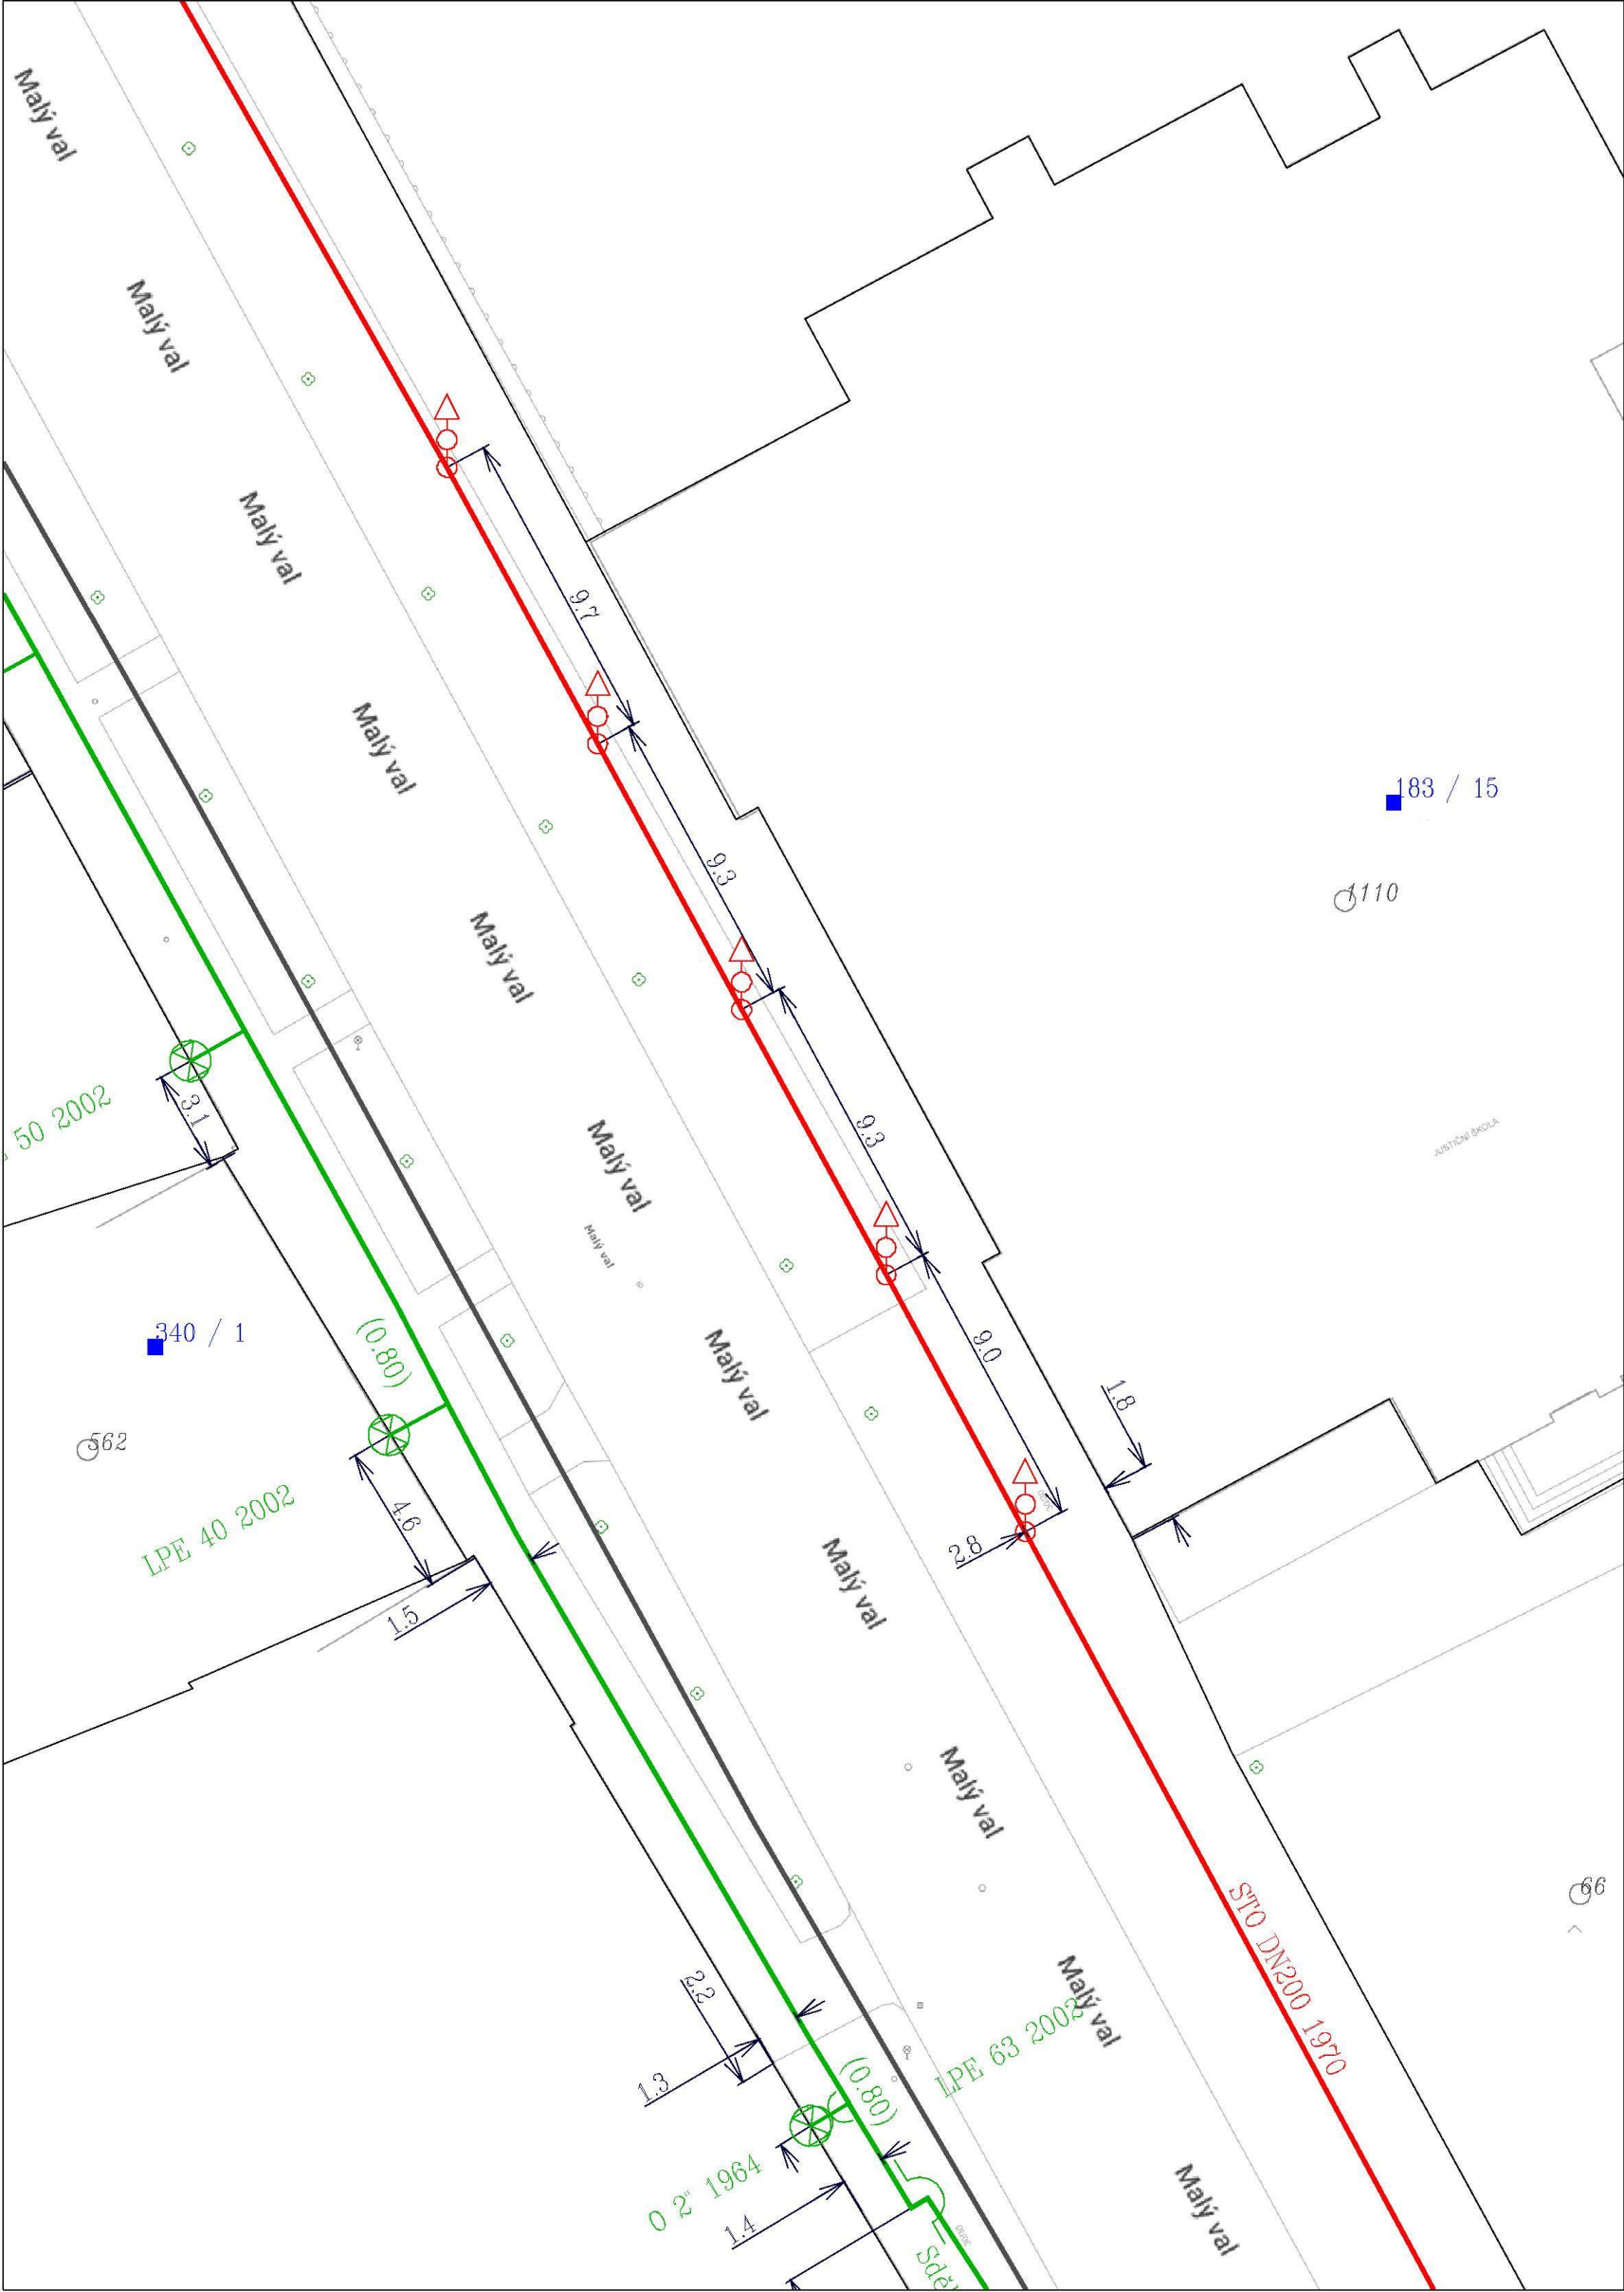 Malý val
Malý val
Malý val
9.7
Malý val
183 / 15
9.3
1110
Malý val
50 2002
3.1
9.3
JUSTIČNÍ ŠKOLA
Malý val
Malý val
340 / 1
(0.80)
9.0
Malý val
1.8
562
LPE 40 2002
4.6
2.8
1.5
Malý val
Malý val
STO DN200 1970
66
2.2
Malý val
LPE 63 2002
1.3
(0.80)
O 2" 1964
1.4
Malý val
Sděl